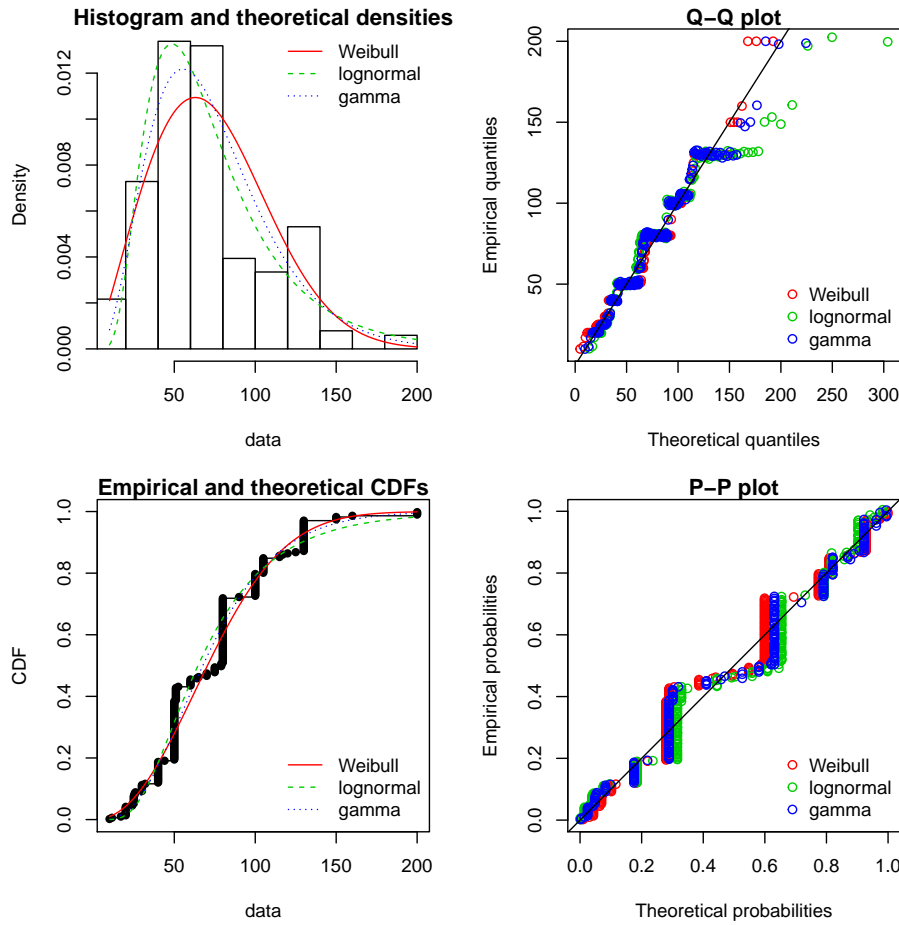 Histogram and theoretical densities
Density
0.000
0.004
0.008
0.012
Weibull
lognormal
gamma
50
100
150
200
data
Q−Q plot
Empirical quantiles
50
100
150
200
Weibull
lognormal
gamma
0
50
100
150
200
250
300
Theoretical quantiles
Empirical and theoretical CDFs
CDF
0.0
0.2
0.4
0.6
0.8
1.0
Weibull
lognormal
gamma
50
100
150
200
data
P−P plot
Empirical probabilities
0.0
0.2
0.4
0.6
0.8
1.0
Weibull
lognormal
gamma
0.0
0.2
0.4
0.6
0.8
1.0
Theoretical probabilities